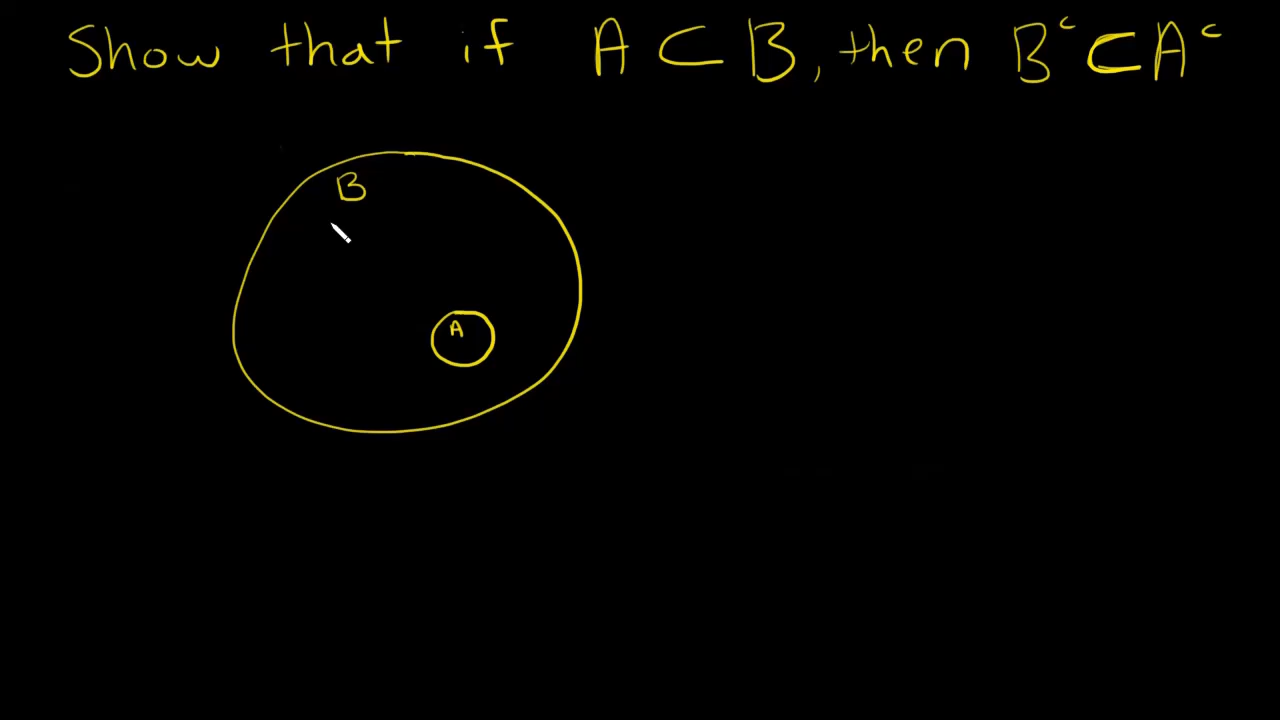 Show that if A ⊂ B, then Bᶜ ⊂ Aᶜ
B
A